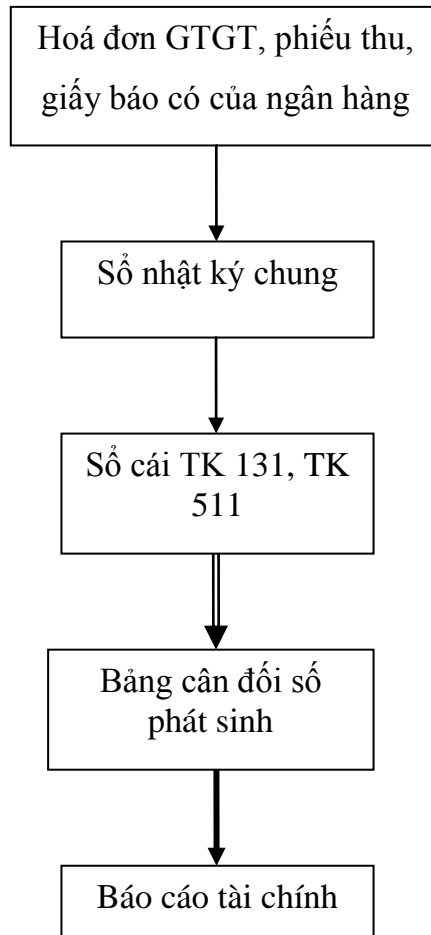 Hoá đơn GTGT, phiếu thu,
giấy báo có của ngân hàng
Sổ nhật ký chung
Sổ cái TK 131, TK
511
Bảng cân đối số
phát sinh
Báo cáo tài chính